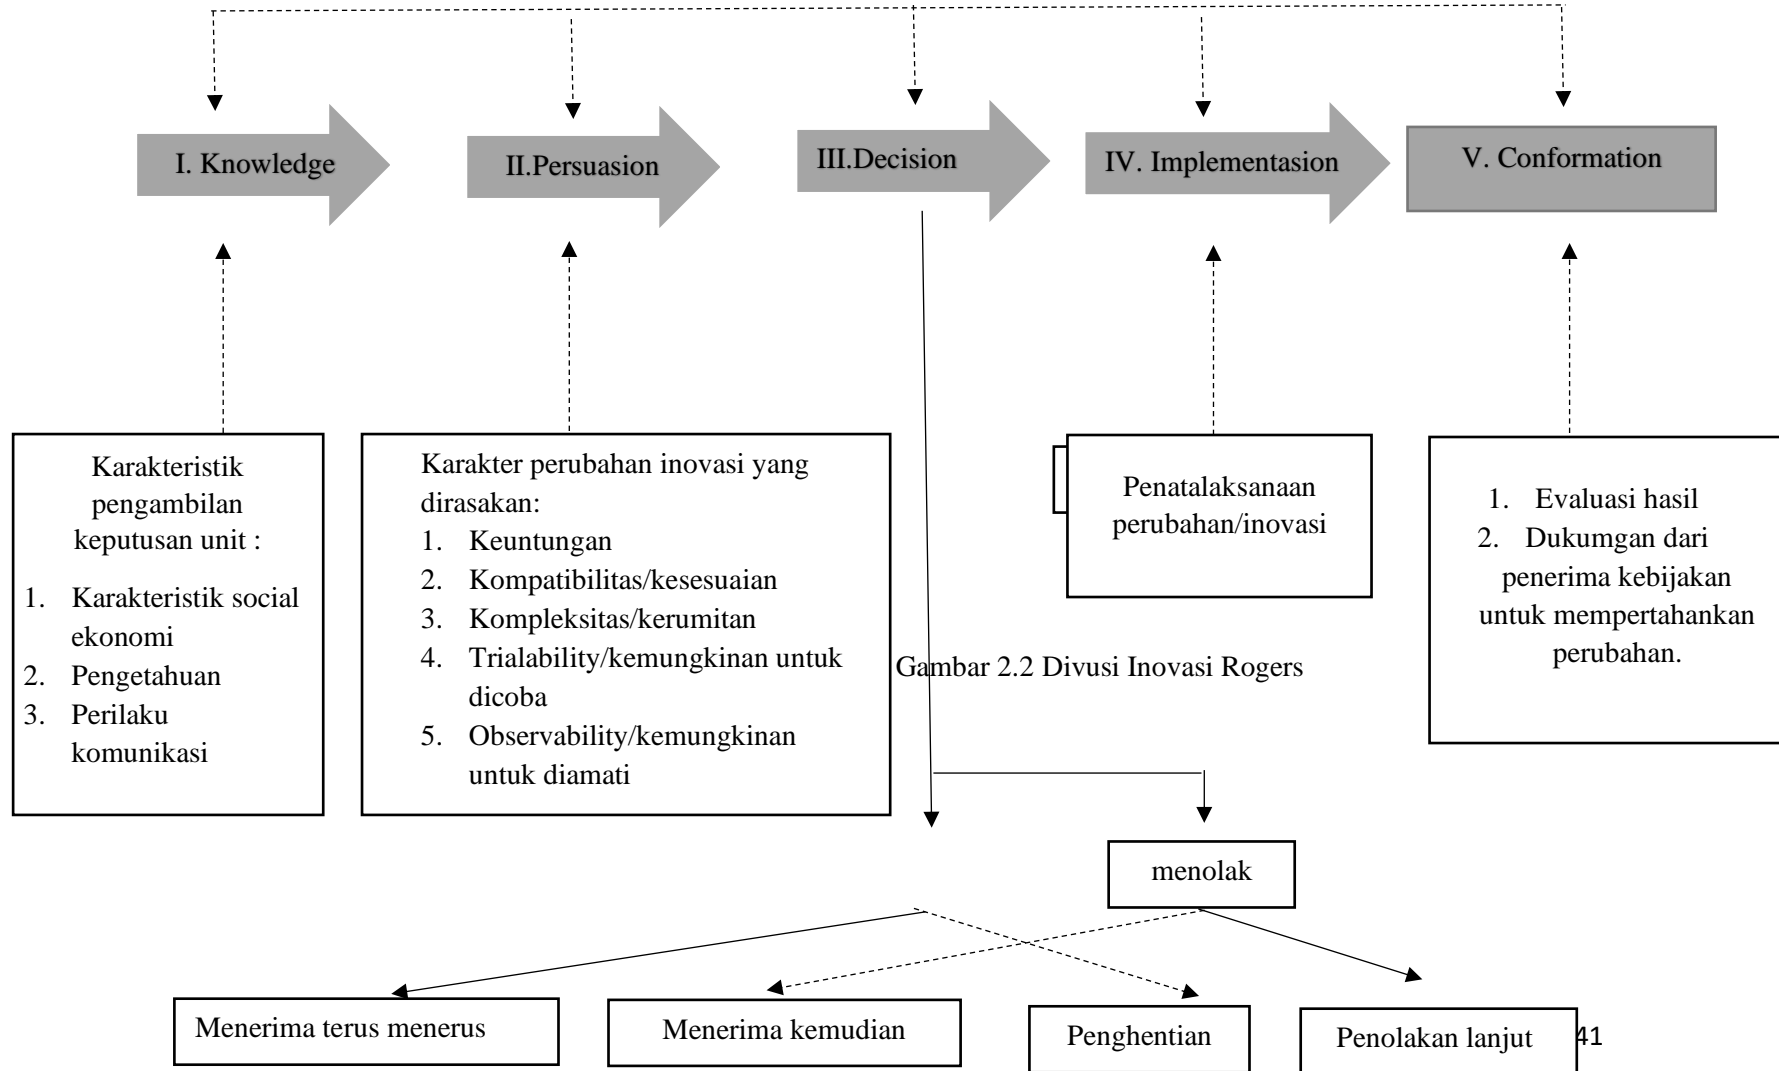 I. Knowledge
II.Persuasion
III.Decision
IV. Implementasion
V. Conformation
Karakteristik
pengambilan
keputusan unit :
1. Karakteristik social
ekonomi
2. Pengetahuan
3. Perilaku
komunikasi
Karakter perubahan inovasi yang
dirasakan:
1. Keuntungan
2. Kompatibilitas/kesesuaian
3. Kompleksitas/kerumitan
4. Trialability/kemungkinan untuk
dicoba
5. Observability/kemungkinan
untuk diamati
Penatalaksanaan
perubahan/inovasi
1. Evaluasi hasil
2. Dukumgan dari
penerima kebijakan
untuk mempertahankan
perubahan.
Gambar 2.2 Divusi Inovasi Rogers
menolak
Menerima terus menerus
Menerima kemudian
Penghentian
Penolakan lanjut
41